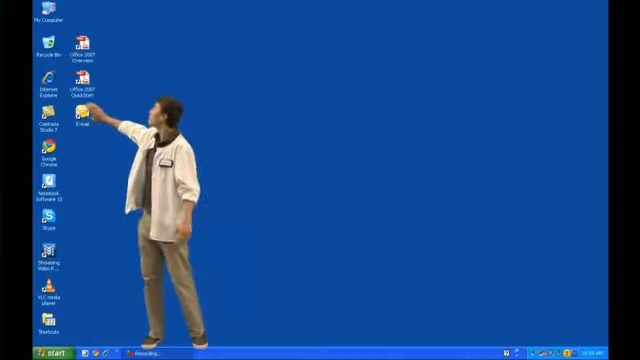 My Computer
Recycle Bin
Office 2007
Overview
Internet
Explorer
Office 2007
QuickStart
Camtasia
Studio 7
E-mail
Google
Chrome
Notebook
Software 10
Skype
Streaming
Video R...
VLC media
player
Shortcuts
start
Recording...